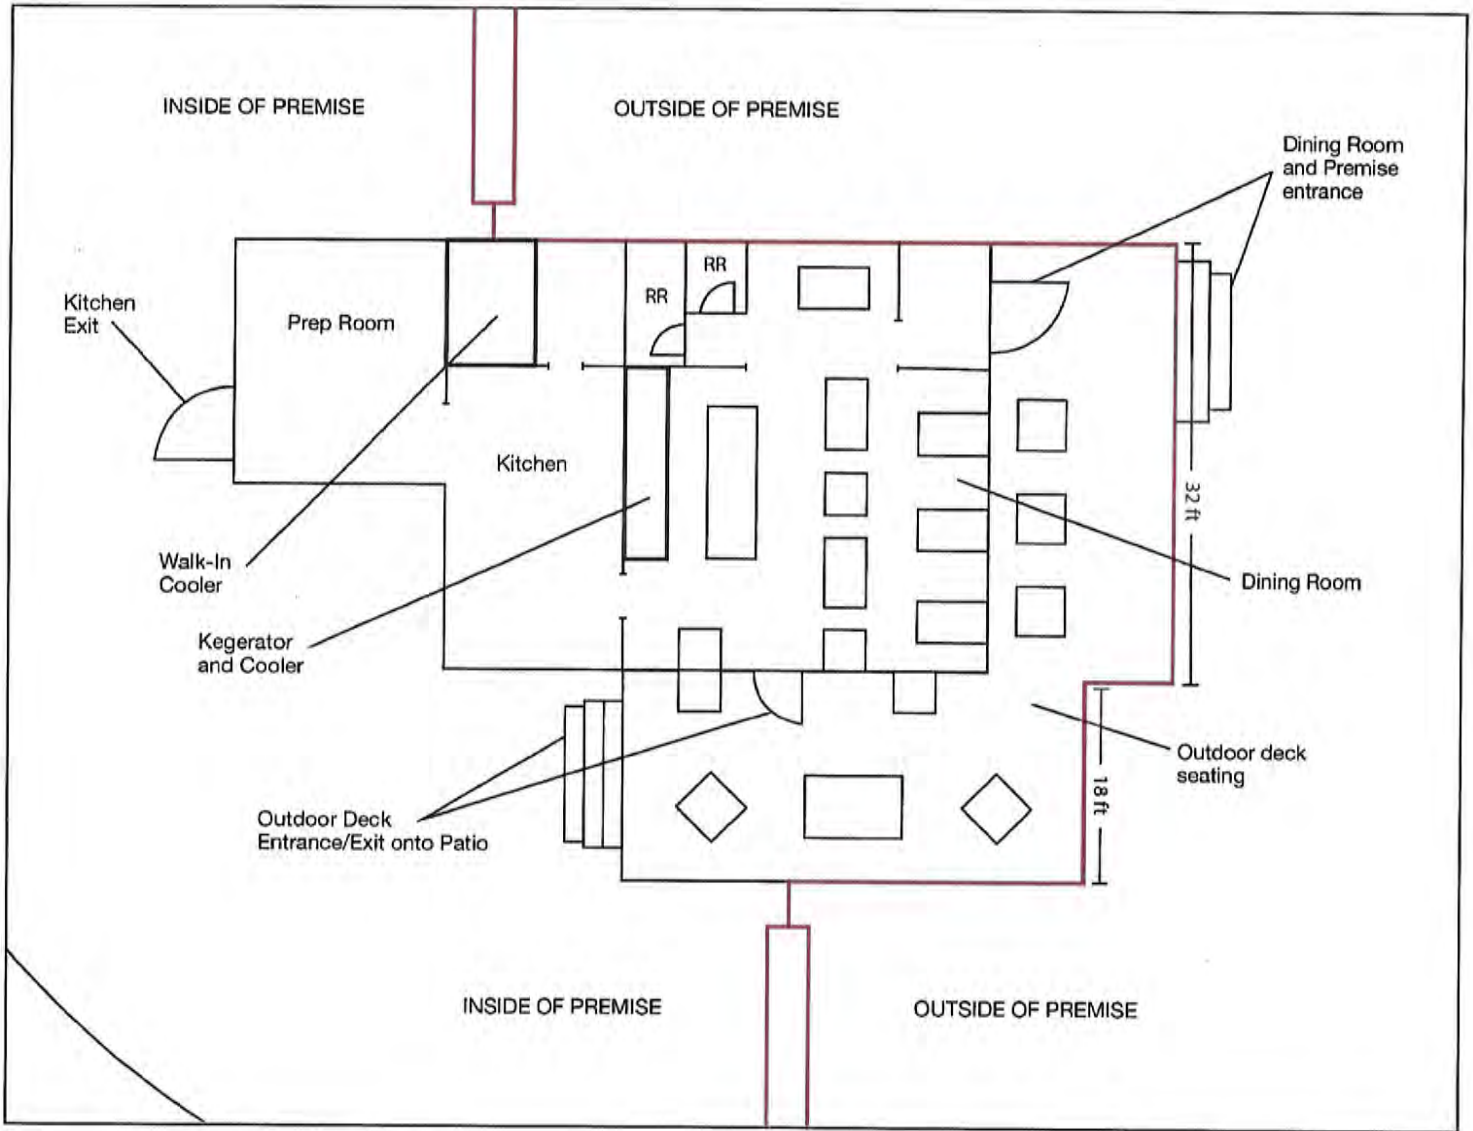 INSIDE OF PREMISE
OUTSIDE OF PREMISE
Dining Room
and Premise
entrance
Kitchen
Exit
Prep Room
RR
RR
Kitchen
32 ft
Walk-In
Cooler
Dining Room
Kegerator
and Cooler
Outdoor deck
seating
18 ft
Outdoor Deck
Entrance/Exit onto Patio
INSIDE OF PREMISE
OUTSIDE OF PREMISE